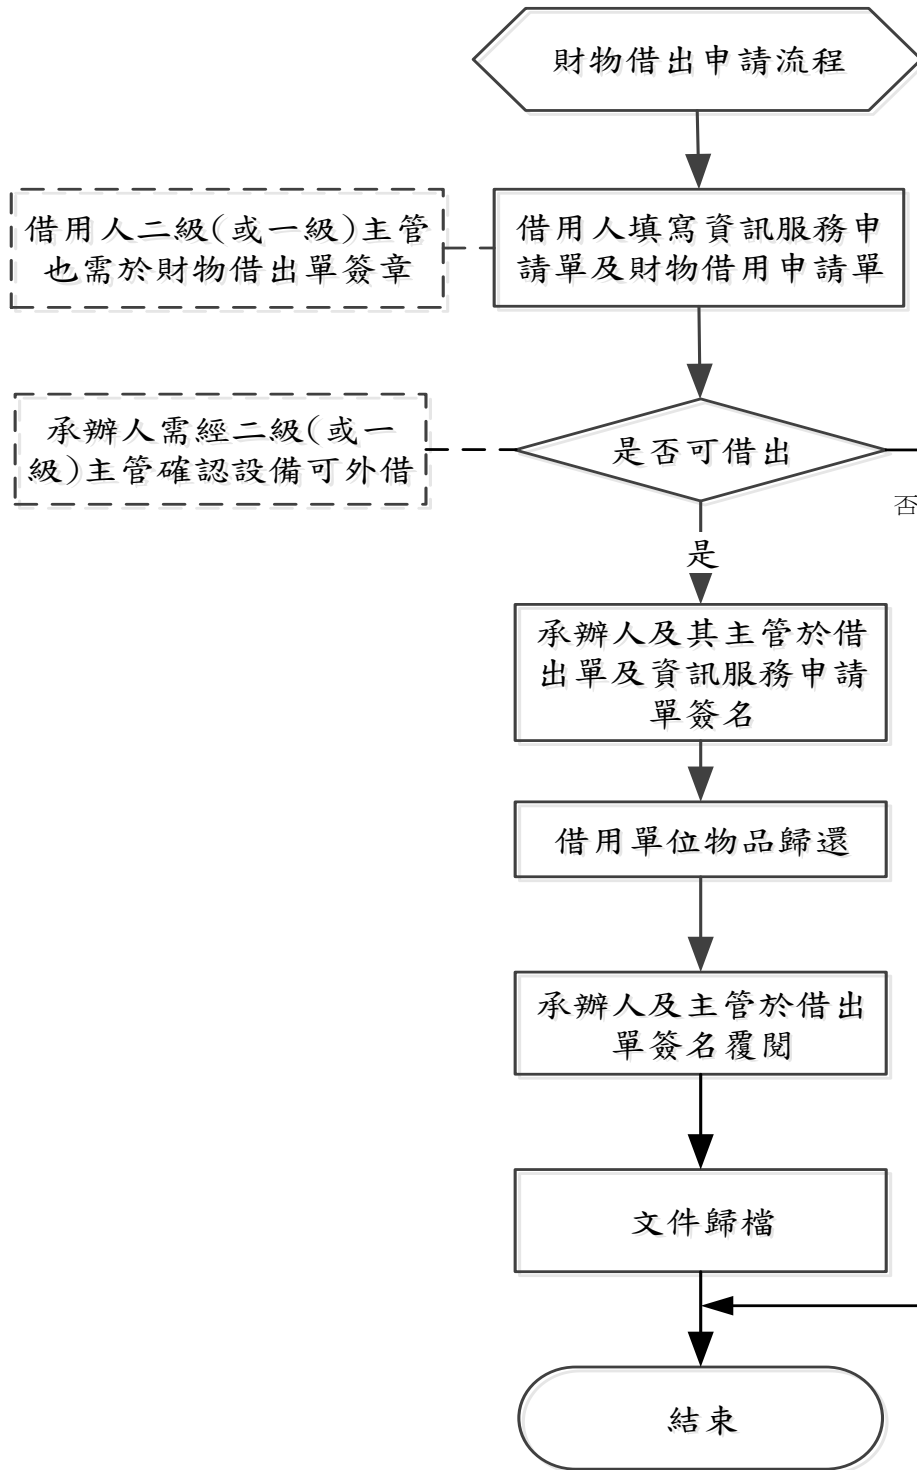 財物借出申請流程
借用人二級(或一級)主管
也需於財物借出單簽章
借用人填寫資訊服務申
請單及財物借用申請單
承辦人需經二級(或一
級)主管確認設備可外借
是否可借出
否
是
承辦人及其主管於借
出單及資訊服務申請
單簽名
借用單位物品歸還
承辦人及主管於借出
單簽名覆閱
文件歸檔
結束